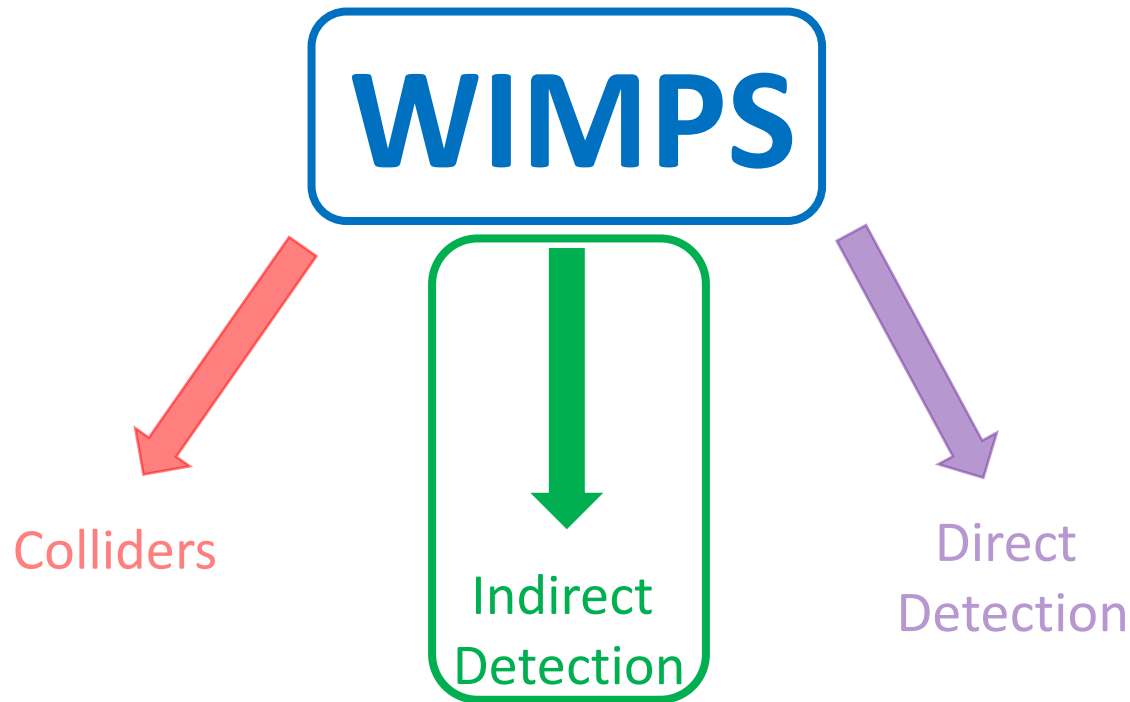 WIMPS
Colliders
Indirect
Detection
Direct
Detection